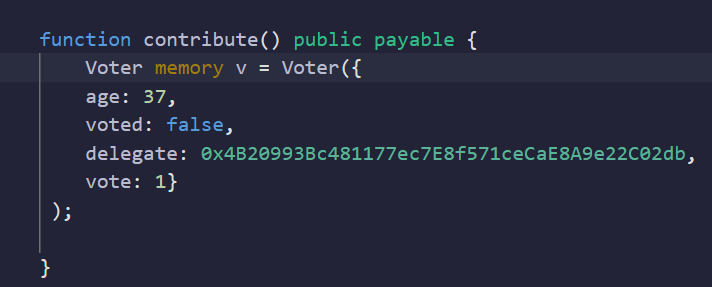 function contribute() public payable {
Voter memory v = Voter({
age: 37,
voted: false,
delegate: 0x4B20993Bc481177ec7E8f571ceCaE8A9e22C02db,
vote: 1}
);
}